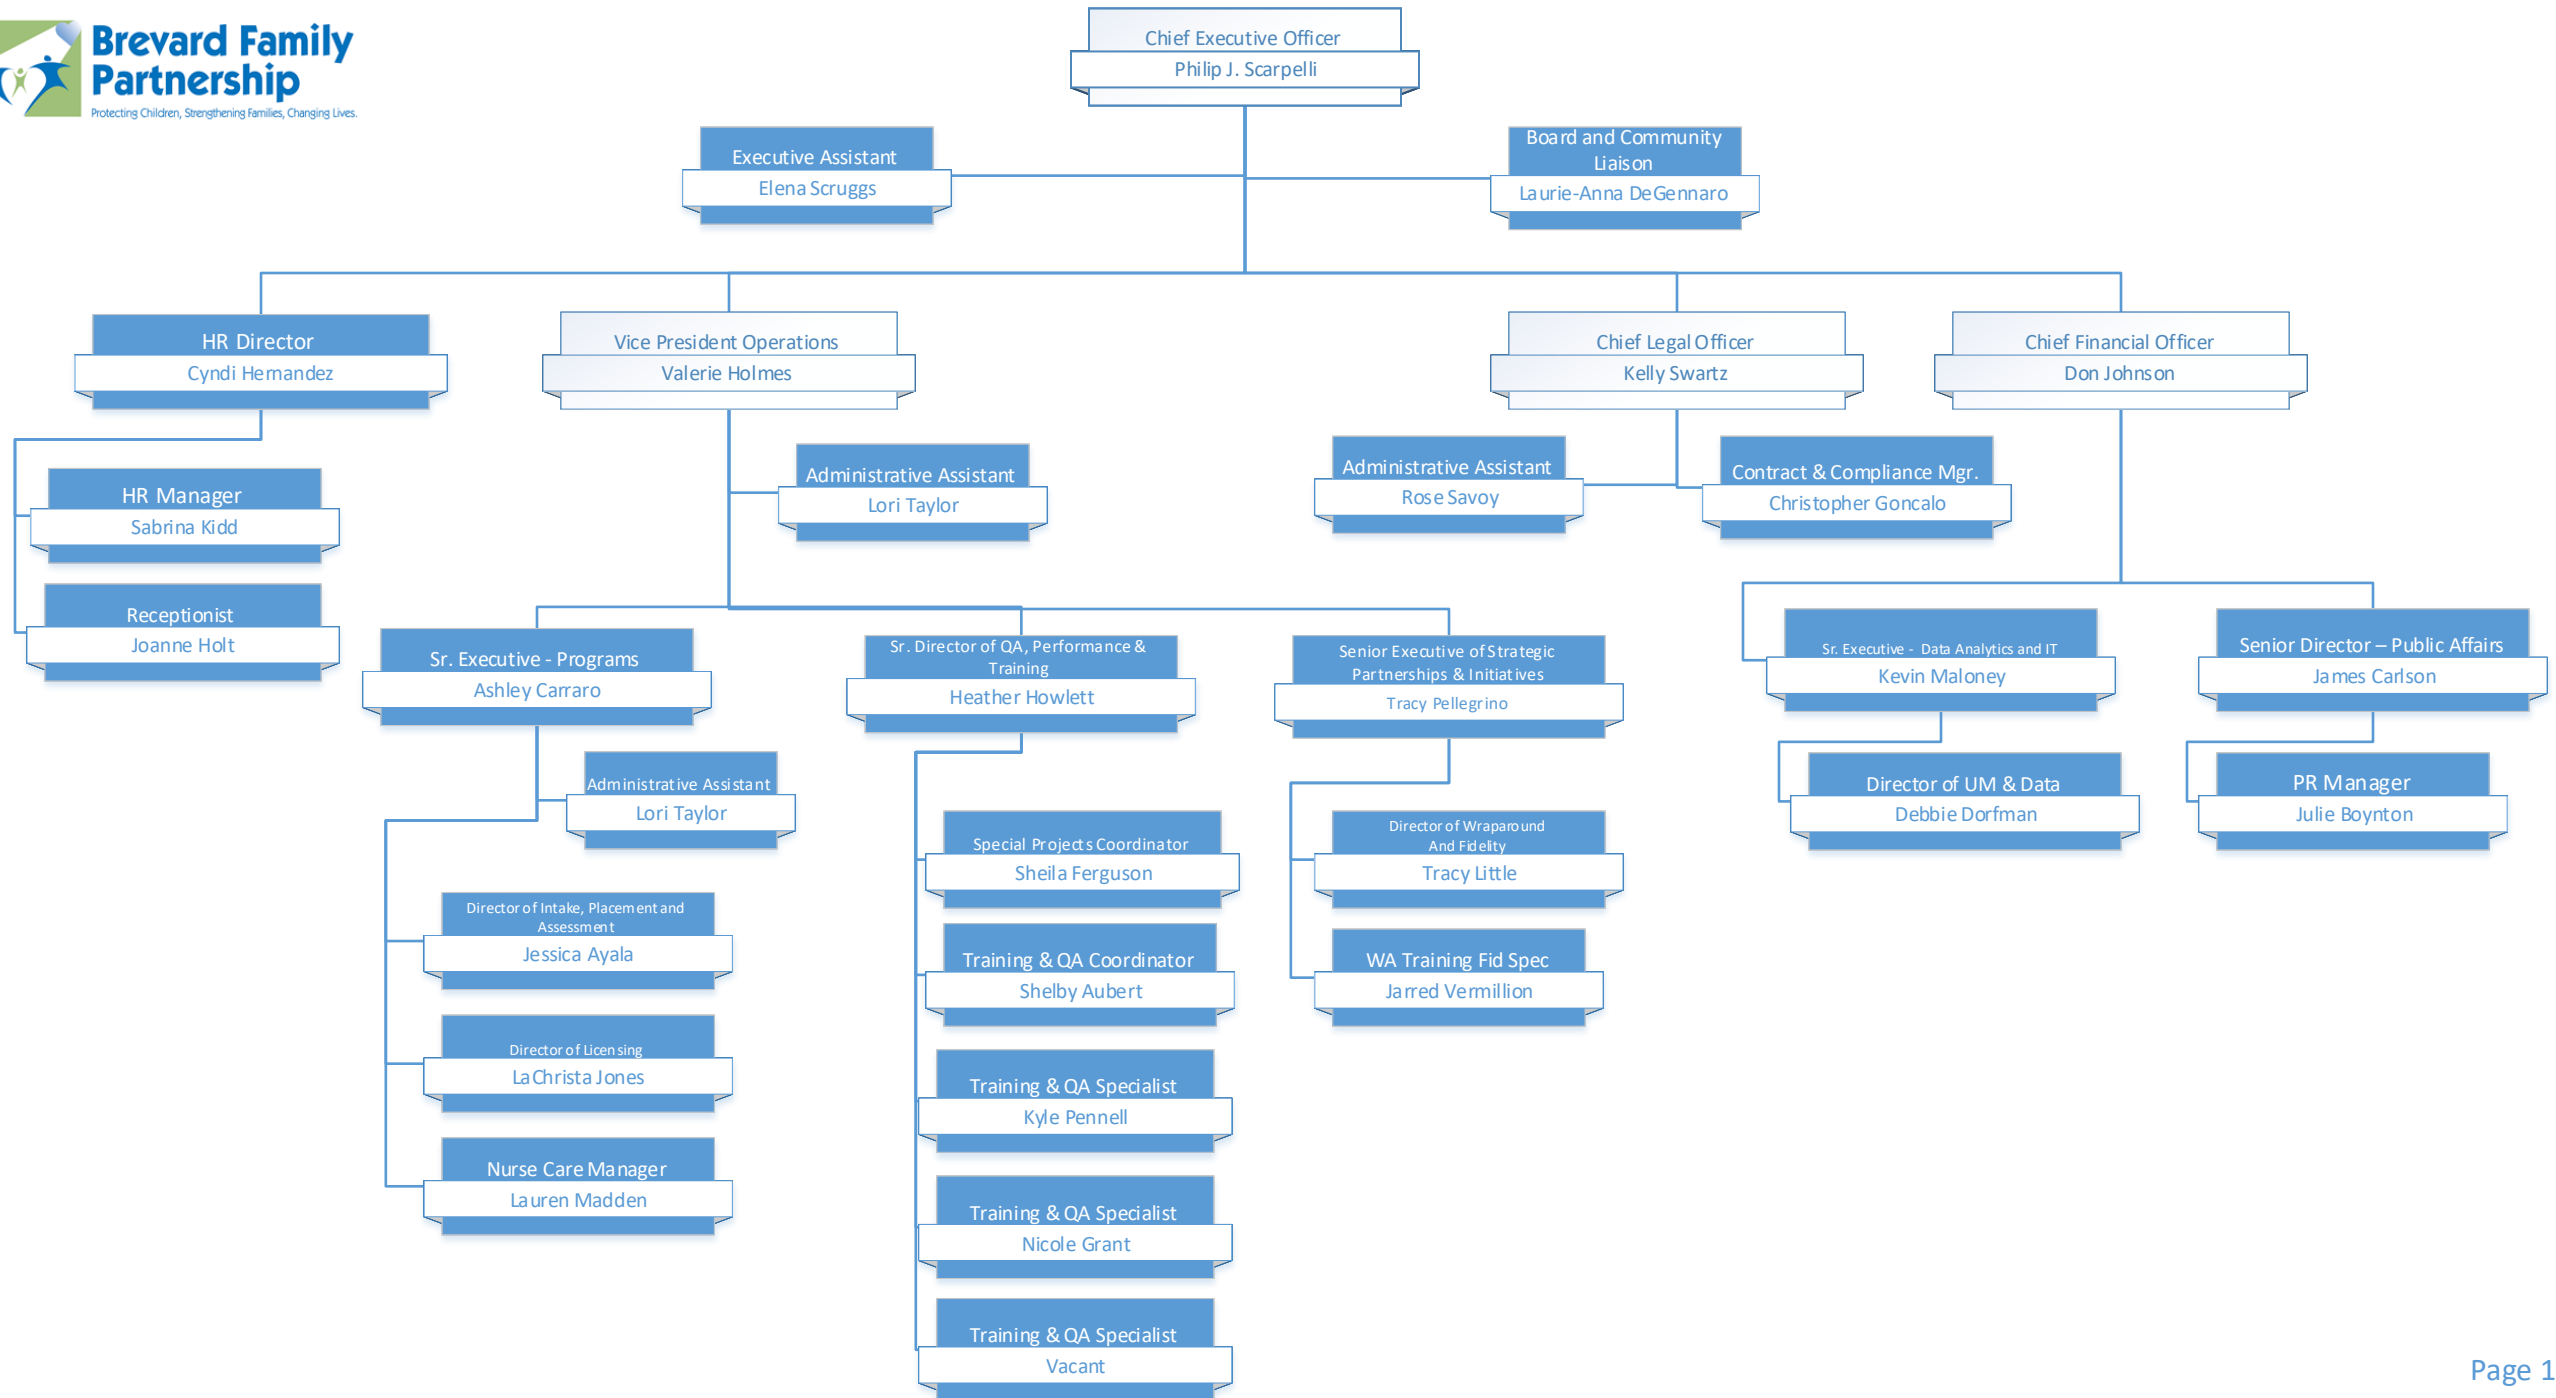 Brevard Family
Partnership
Protecting Children, Strengthening Families, Changing Lives.
Chief Executive Officer
Philip J. Scarpelli
Executive Assistant
Elena Scruggs
Board and Community
Liaison
Laurie-Anna DeGennaro
HR Director
Cyndi Hernandez
Vice President Operations
Valerie Holmes
Chief Legal Officer
Kelly Swartz
Chief Financial Officer
Don Johnson
HR Manager
Sabrina Kidd
Receptionist
Joanne Holt
Administrative Assistant
Lori Taylor
Administrative Assistant
Rose Savoy
Contract & Compliance Mgr.
Christopher Goncalo
Sr. Executive - Programs
Ashley Carraro
Sr. Director of QA, Performance &
Training
Heather Howlett
Senior Executive of Strategic
Partnerships & Initiatives
Tracy Pellegrino
Sr. Executive - Data Analytics and IT
Kevin Maloney
Senior Director – Public Affairs
James Carlson
Administrative Assistant
Lori Taylor
Director of Intake, Placement and
Assessment
Jessica Ayala
Director of Licensing
LaChrista Jones
Nurse Care Manager
Lauren Madden
Special Projects Coordinator
Sheila Ferguson
Training & QA Coordinator
Shelby Aubert
Training & QA Specialist
Kyle Pennell
Training & QA Specialist
Nicole Grant
Training & QA Specialist
Vacant
Director of Wraparound
And Fidelity
Tracy Little
WA Training Fid Spec
Jarred Vermillion
Director of UM & Data
Debbie Dorfman
PR Manager
Julie Boynton
Page 1